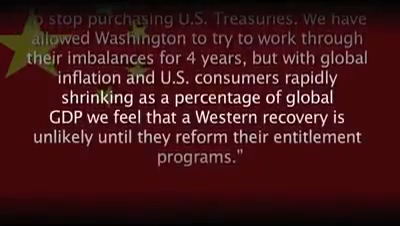 to stop purchasing U.S. Treasuries. We have
allowed Washington to try to work through
their imbalances for 4 years, but with global
inflation and U.S. consumers rapidly
shrinking as a percentage of global
GDP we feel that a Western recovery is
unlikely until they reform their entitlement
programs.”